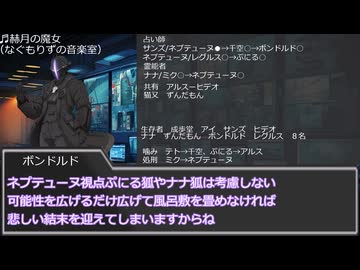 ♬赫月の魔女
(なぐもりずの音楽室)
占い師
サンズ/ネプテューヌ●→千空○→ボンドルド○
ネプテューヌ/レグルス○→ぷにる○
霊能者
ナナ/ミク○→ネプテューヌ○
共有 アルスーヒデオ
猫又 ずんだもん
生存者 成歩堂 アイ サンズ ヒデオ
ナナ ずんだもん ボンドルド レグルス 8名
噛み テト→千空、ぷにる→アルス
処刑 ミク→ネプテューヌ
ボンドルド
ネプテューヌ視点ぷにる狐やナナ狐は考慮しない
可能性を広げるだけ広げて風呂敷を畳めなければ
悲しい結末を迎えてしまいますからね